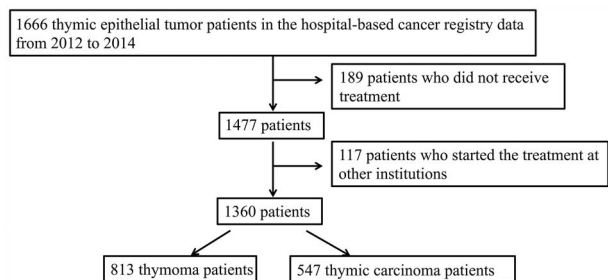 1666 thymic epithelial tumor patients in the hospital-based cancer registry data
from 2012 to 2014
189 patients who did not receive
treatment
1477 patients
117 patients who started the treatment at
other institutions
1360 patients
813 thymoma patients
547 thymic carcinoma patients